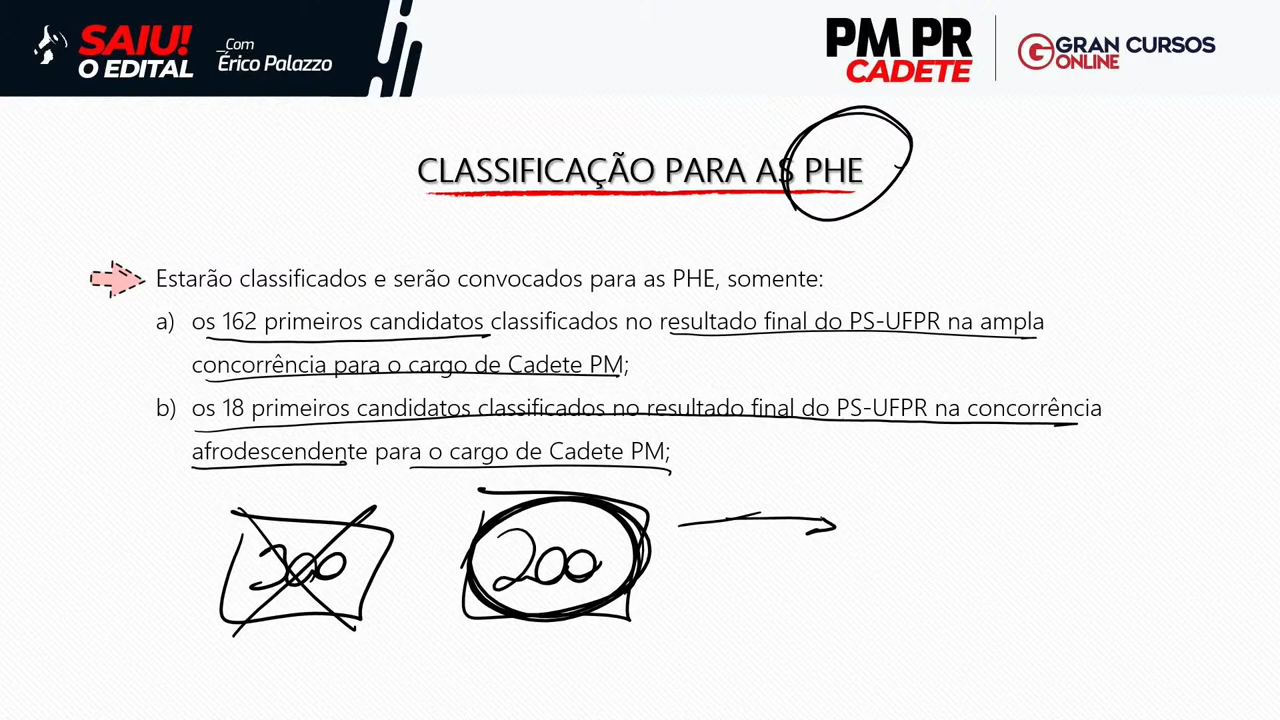 SAIU!
O EDITAL
_Com
Érico Palazzo
PM PR
CADETE
GRAN CURSOS
ONLINE
CLASSIFICAÇÃO PARA AS PHE
Estarão classificados e serão convocados para as PHE, somente:
a) os 162 primeiros candidatos classificados no resultado final do PS-UFPR na ampla
concorrência para o cargo de Cadete PM;
b) os 18 primeiros candidatos classificados no resultado final do PS-UFPR na concorrência
afrodescendente para o cargo de Cadete PM;
300 200